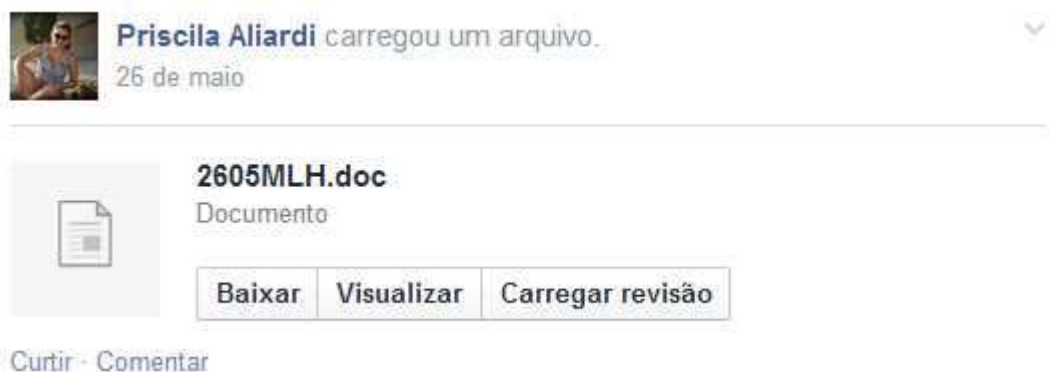 Priscila Aliardi carregou um arquivo.
26 de maio
2605MLH.doc
Documento
Baixar Visualizar Carregar revisão
Curtir · Comentar